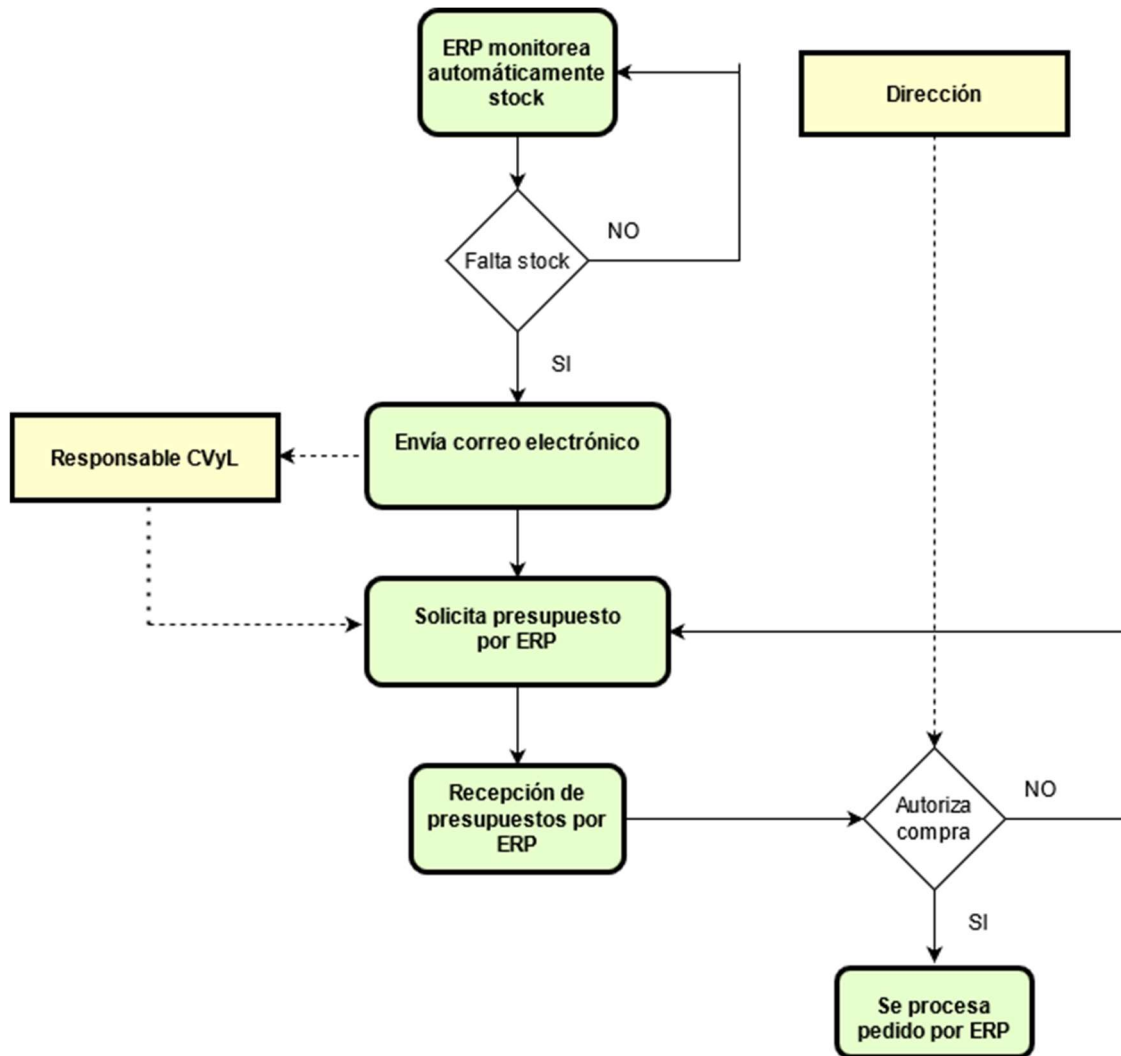 ERP monitorea
automáticamente
stock
Dirección
NO
Falta stock
SI
Envía correo electrónico
Responsable CVyL
Solicita presupuesto
por ERP
Recepción de
presupuestos por
ERP
Autoriza
compra
NO
SI
Se procesa
pedido por ERP